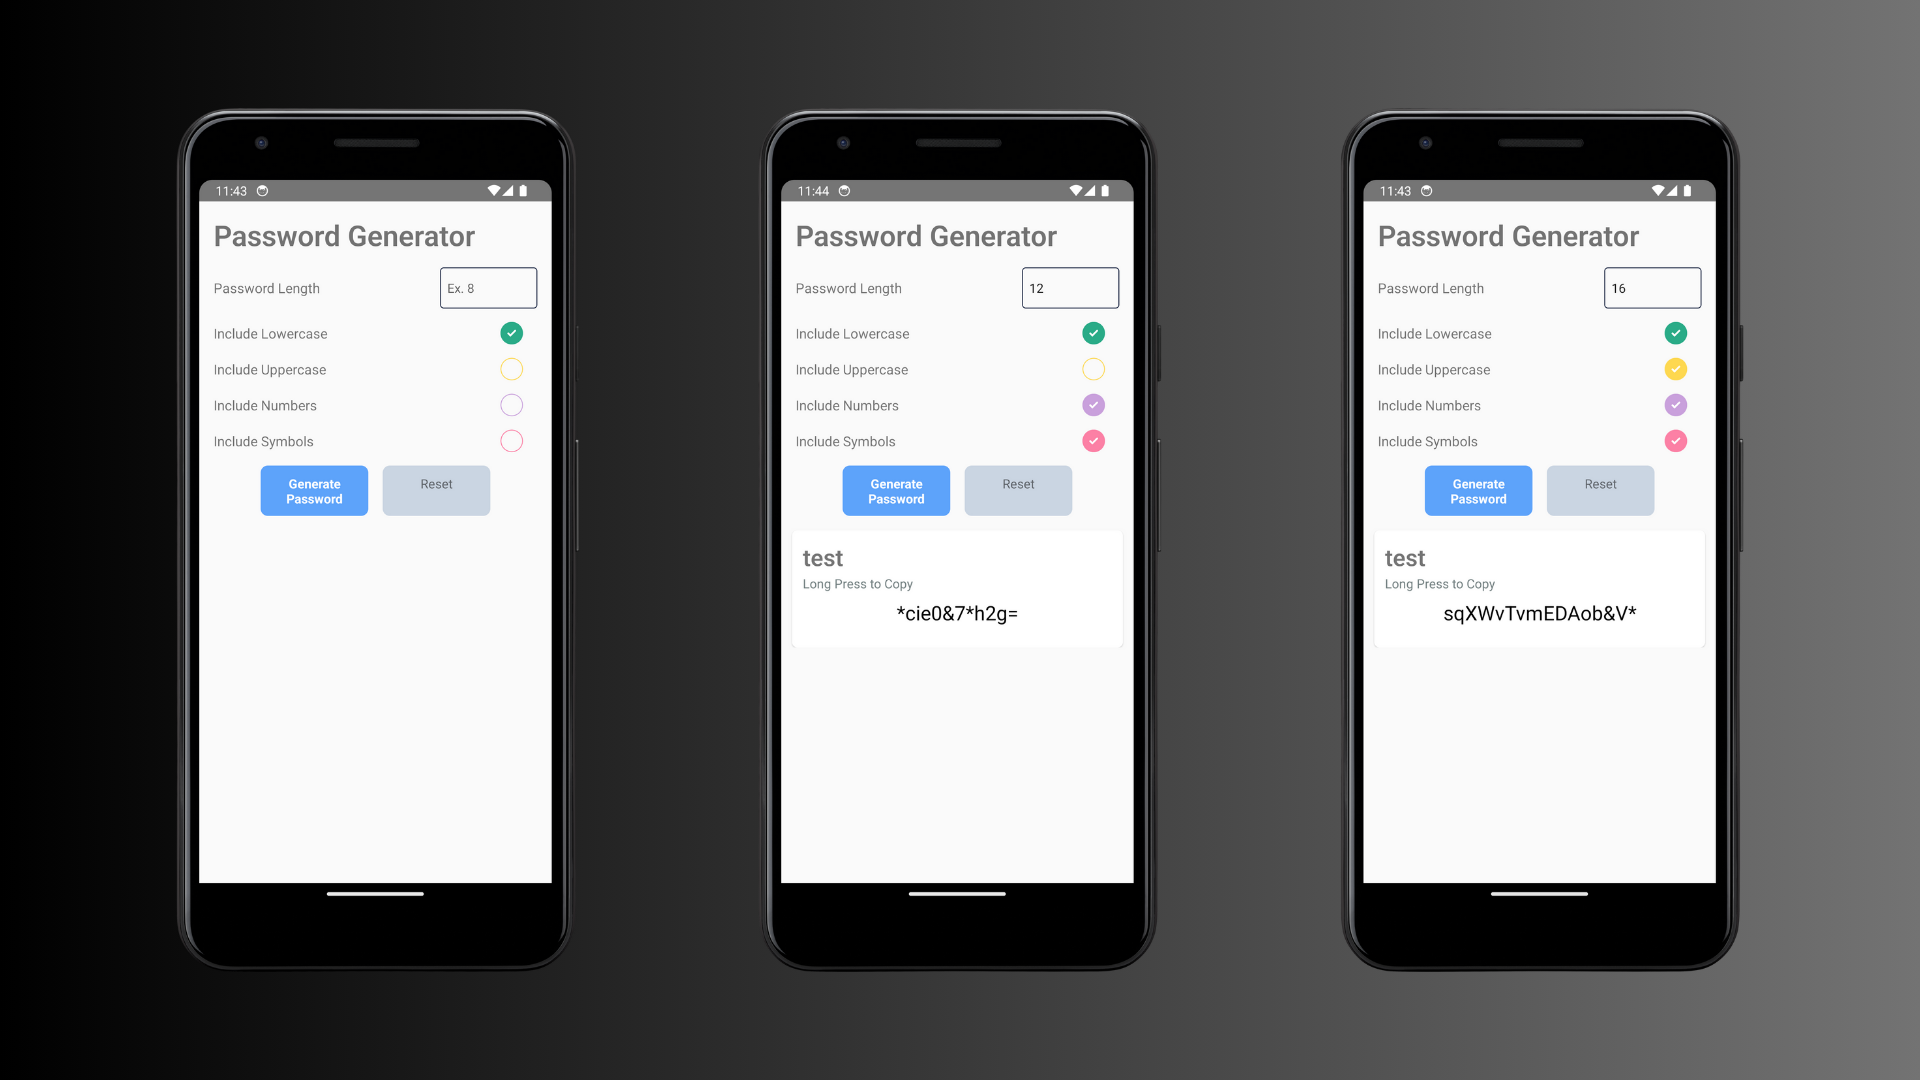 11:43
Password Generator
Password Length
Ex. 8
Include Lowercase
Include Uppercase
Include Numbers
Include Symbols
Generate
Password
Reset
11:44
Password Generator
Password Length
12
Include Lowercase
Include Uppercase
Include Numbers
Include Symbols
Generate
Password
Reset
test
Long Press to Copy
*cie0&7*h2g=
11:43
Password Generator
Password Length
16
Include Lowercase
Include Uppercase
Include Numbers
Include Symbols
Generate
Password
Reset
test
Long Press to Copy
sqXWvTvmEDAob&V*